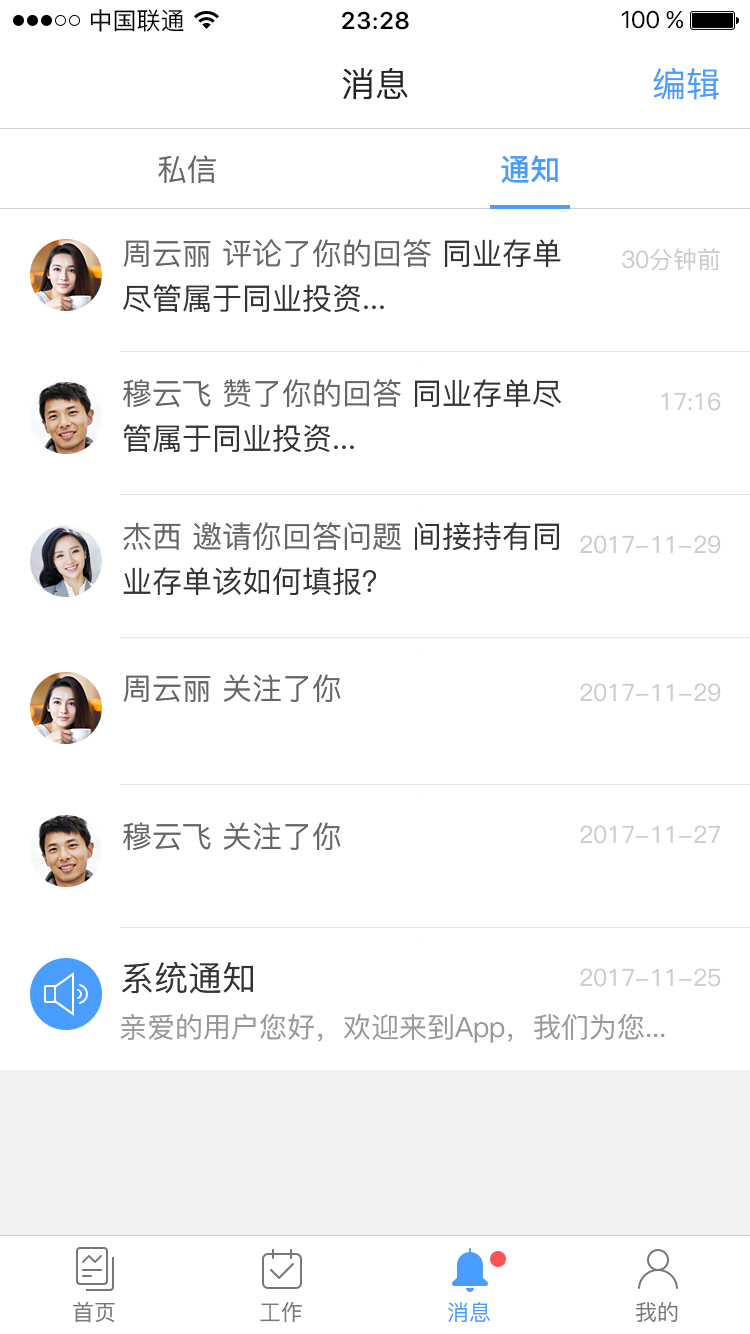 中国联通 23:28 100 %
消息 编辑
私信 通知
周云丽 评论了你的回答 同业存单 30分钟前
尽管属于同业投资...
穆云飞 赞了你的回答 同业存单尽 17:16
管属于同业投资...
杰西 邀请你回答问题 间接持有同 2017-11-29
业存单该如何填报?
周云丽 关注了你 2017-11-29
穆云飞 关注了你 2017-11-27
系统通知 2017-11-25
亲爱的用户您好，欢迎来到App，我们为您...
首页 工作 消息 我的